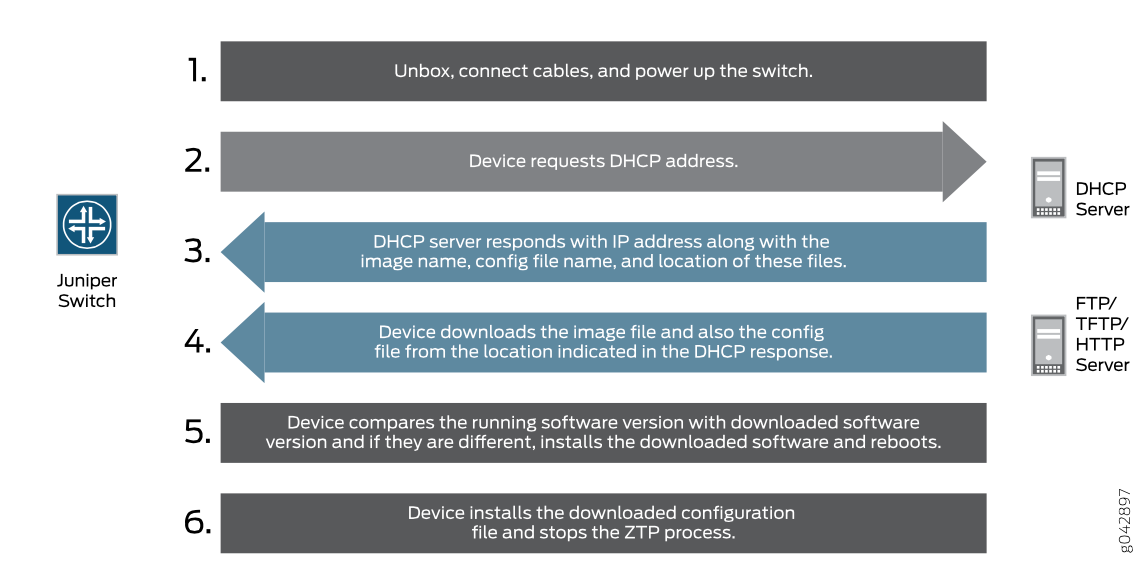 1.
Unbox, connect cables, and power up the switch.
2.
Device requests DHCP address.
DHCP
Server
3.
DHCP server responds with IP address along with the
image name, config file name, and location of these files.
Juniper
Switch
4.
Device downloads the image file and also the config
file from the location indicated in the DHCP response.
FTP/
TFTP/
HTTP
Server
5.
Device compares the running software version with downloaded software
version and if they are different, installs the downloaded software and reboots.
6.
Device installs the downloaded configuration
file and stops the ZTP process.
g042897